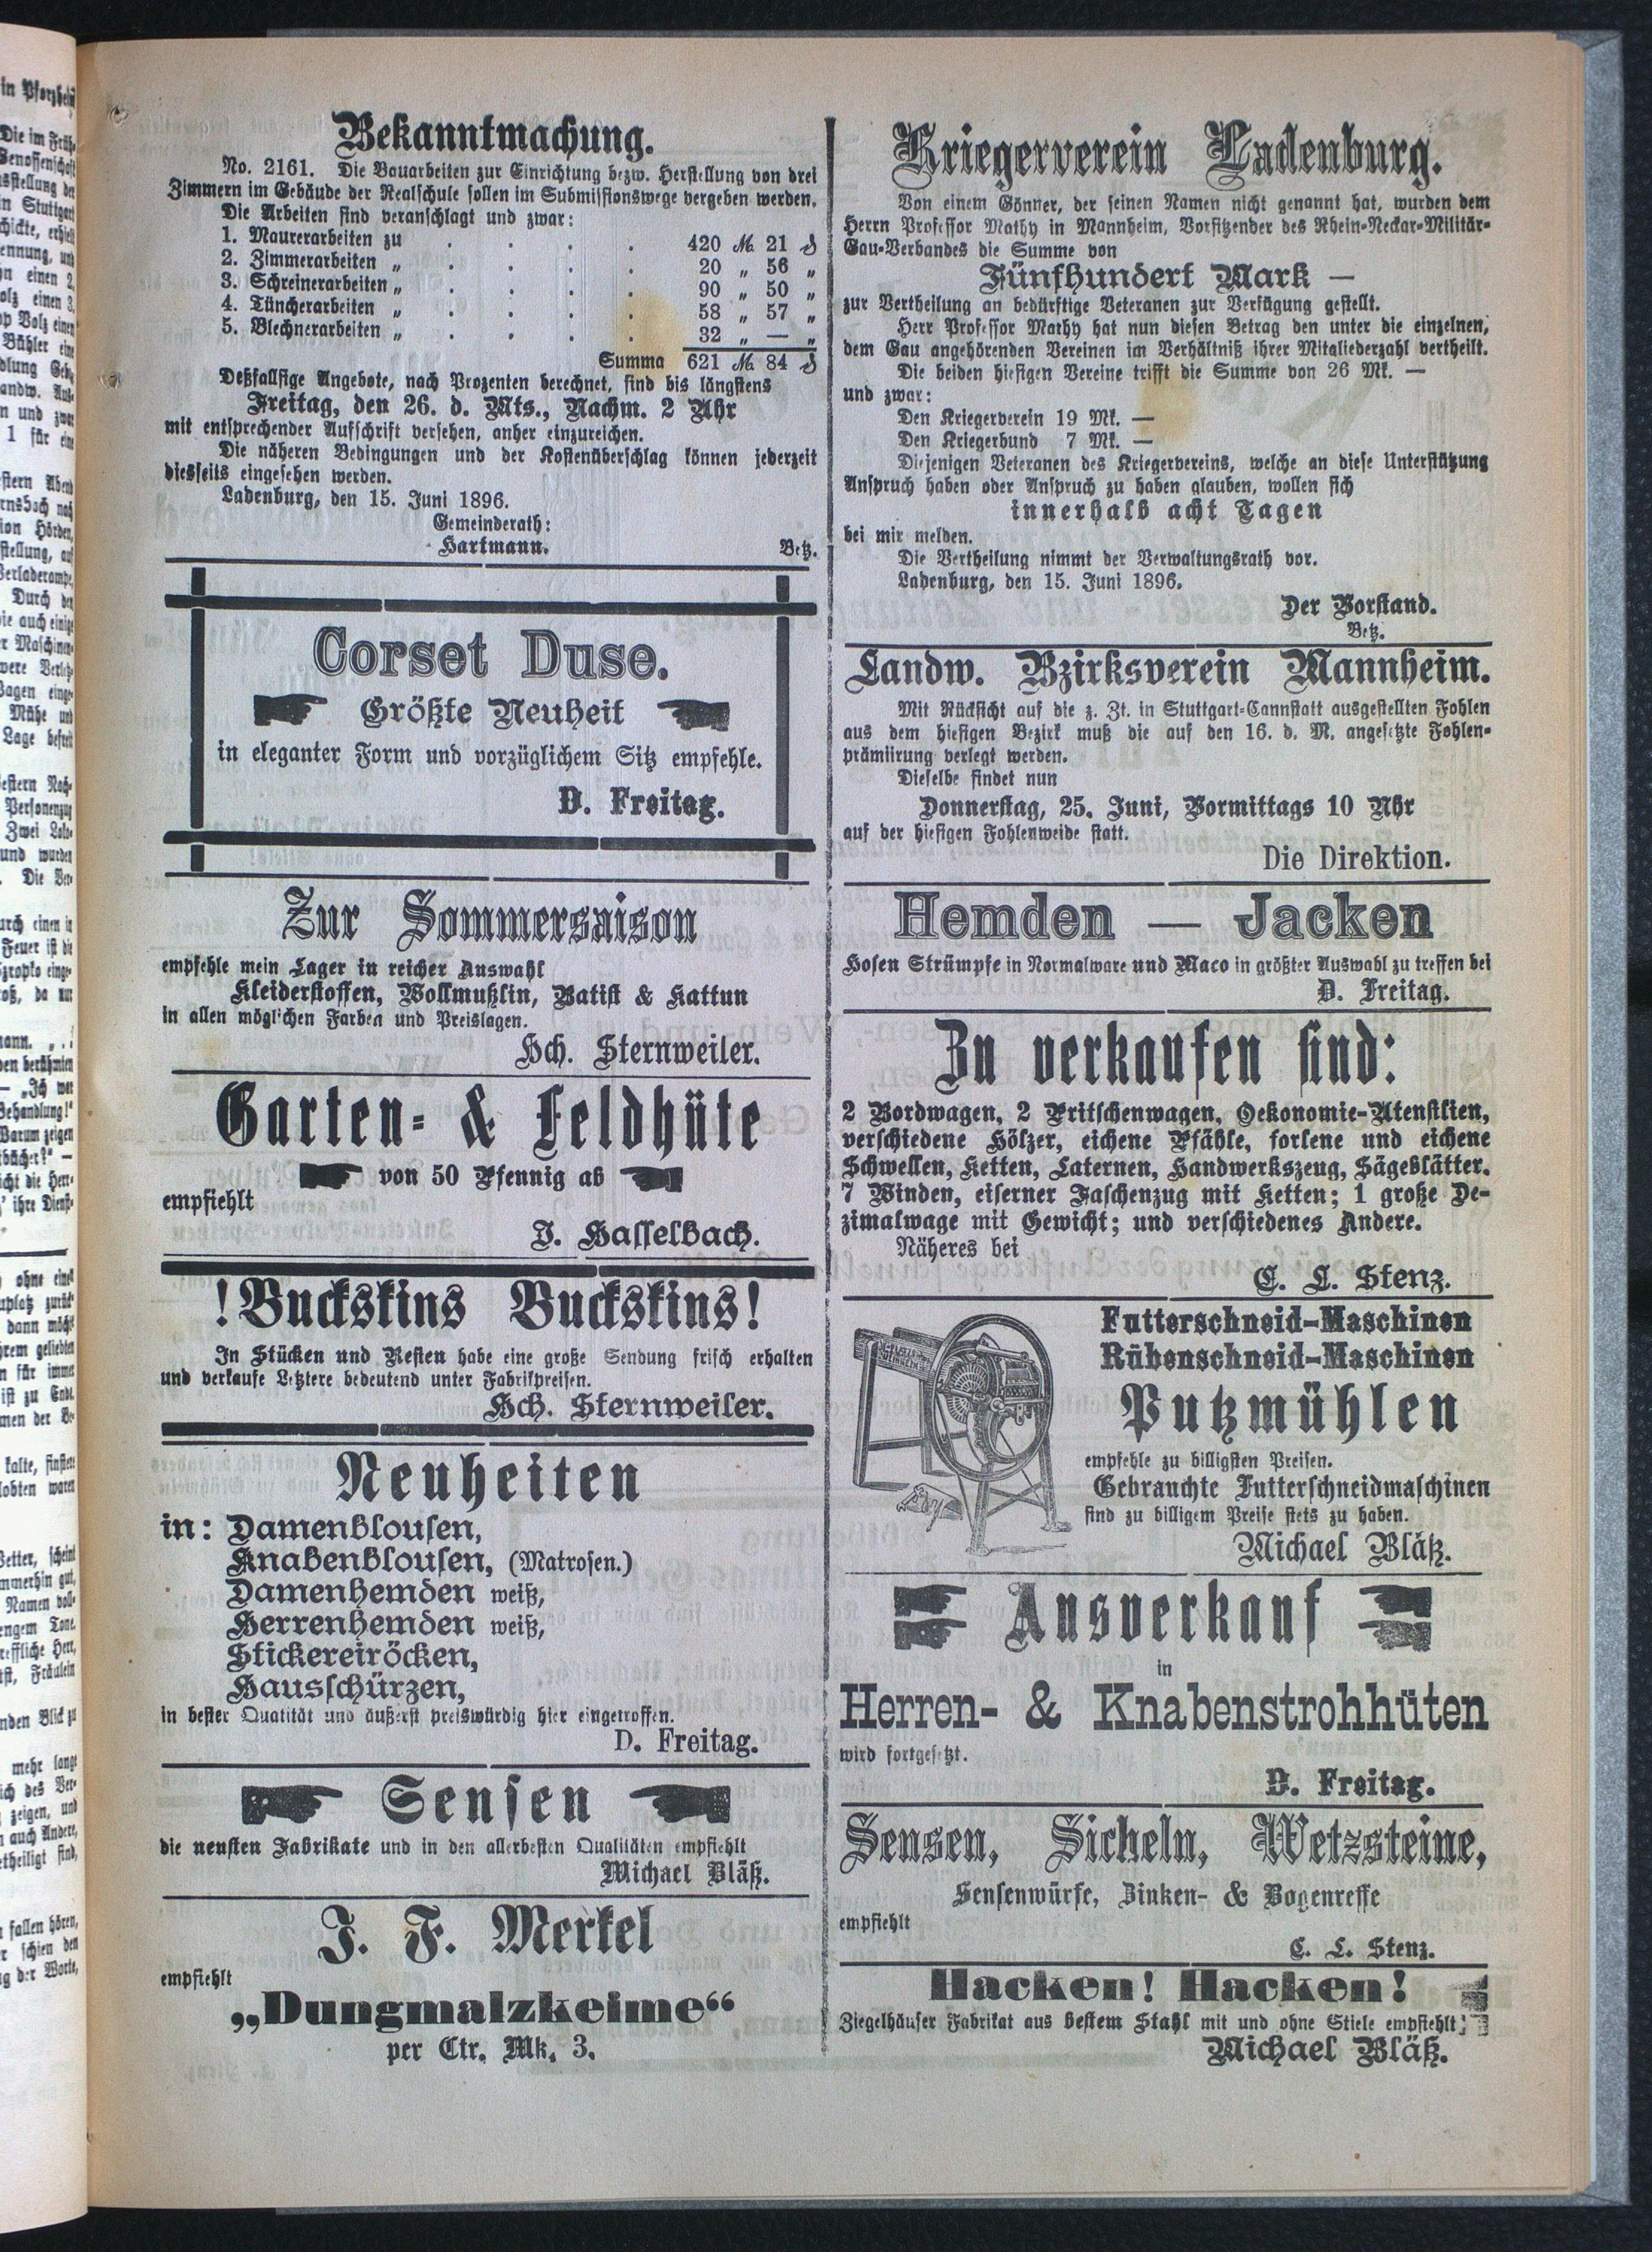 Bekanntmachung.
No. 2161. Die Bauarbeiten zur Einrichtung bezw. Herstellung von drei
Zimmern im Gebäude der Realschule sollen im Submissionswege vergeben werden.
Die Arbeiten sind veranschlagt und zwar:
1. Maurerarbeiten zu . . . . 420 M. 21 ₰
2. Zimmerarbeiten „ . . . . 20 „ 56 „
3. Schreinerarbeiten „ . . . . 90 „ 50 „
4. Tüncherarbeiten „ . . . . 58 „ 57 „
5. Blechnerarbeiten „ . . . . 32 „ — „
Summa 621 M. 84 ₰
Deßfallsige Angebote, nach Prozenten berechnet, sind bis längstens
Freitag, den 26. d. Mts., Nachm. 2 Uhr
mit entsprechender Aufschrift versehen, anher einzureichen.
Die näheren Bedingungen und der Kostenüberschlag können jederzeit
diesseits eingesehen werden.
Ladenburg, den 15. Juni 1896.
Gemeinderath:
Hartmann. Betz.
Corset Duse.
Größte Neuheit
in eleganter Form und vorzüglichem Sitz empfehle.
D. Freitag.
Zur Sommersaison
empfehle mein Lager in reicher Auswahl
Kleiderstoffen, Wollmußlin, Batist & Kattun
in allen möglichen Farben und Preislagen.
Hch. Sternweiler.
Garten- & Feldhüte
von 50 Pfennig ab
empfiehlt
J. Hasselbach.
!Buckskins Buckskins!
In Stücken und Resten habe eine große Sendung frisch erhalten
und verkaufe Letztere bedeutend unter Fabrikpreisen.
Hch. Sternweiler.
Neuheiten
in: Damenblousen,
Knabenblousen, (Matrosen.)
Damenhemden weiß,
Herrenhemden weiß,
Stickereiröcken,
Hausschürzen,
in bester Qualität und äußerst preiswürdig hier eingetroffen.
D. Freitag.
Sensen
die neusten Fabrikate und in den allerbesten Qualitäten empfiehlt
Michael Bläß.
J. F. Merkel
empfiehlt
„Dungmalzkeime“
per Ctr. Mk. 3.
Kriegerverein Ladenburg.
Von einem Gönner, der seinen Namen nicht genannt hat, wurden dem
Herrn Professor Mathy in Mannheim, Vorsitzender des Rhein-Neckar-Militär-
Gau-Verbandes die Summe von
Fünfhundert Mark —
zur Vertheilung an bedürftige Veteranen zur Verfügung gestellt.
Herr Professor Mathy hat nun diesen Betrag den unter die einzelnen,
dem Gau angehörenden Vereinen im Verhältniß ihrer Mitgliederzahl vertheilt.
Die beiden hiesigen Vereine trifft die Summe von 26 Mk. —
und zwar:
Den Kriegerverein 19 Mk. —
Den Kriegerbund 7 Mk. —
Diejenigen Veteranen des Kriegervereins, welche an diese Unterstützung
Anspruch haben oder Anspruch zu haben glauben, wollen sich
innerhalb acht Tagen
bei mir melden.
Die Vertheilung nimmt der Verwaltungsrath vor.
Ladenburg, den 15. Juni 1896.
Der Vorstand.
Betz.
Landw. Bzirksverein Mannheim.
Mit Rücksicht auf die z. Zt. in Stuttgart-Cannstatt ausgestellten Fohlen
aus dem hiesigen Bezirk muß die auf den 16. d. M. angesetzte Fohlen-
prämiirung verlegt werden.
Dieselbe findet nun
Donnerstag, 25. Juni, Vormittags 10 Uhr
auf der hiesigen Fohlenweide statt.
Die Direktion.
Hemden — Jacken
Hosen Strümpfe in Normalware und Maco in größter Auswahl zu treffen bei
D. Freitag.
Zu verkaufen sind:
2 Bordwagen, 2 Pritschenwagen, Oekonomie-Utensilien,
verschiedene Hölzer, eichene Pfähle, forlene und eichene
Schwellen, Ketten, Laternen, Handwerkszeug, Sägeblätter.
7 Winden, eiserner Faschenzug mit Ketten; 1 große De-
zimalwage mit Gewicht; und verschiedenes Andere.
Näheres bei
C. L. Stenz.
Futterschneid-Maschinen
Rübenschneid-Maschinen
Putzmühlen
empfehle zu billigsten Preisen.
Gebrauchte Futterschneidmaschinen
sind zu billigem Preise stets zu haben.
Michael Bläß.
Ausverkauf
in
Herren- & Knabenstrohhüten
wird fortgesetzt.
D. Freitag.
Sensen, Sicheln, Wetzsteine,
Sensenwürfe, Zinken- & Bogenreffe
empfiehlt
C. L. Stenz.
Hacken! Hacken!
Ziegelhäuser Fabrikat aus bestem Stahl mit und ohne Stiele empfiehlt
Michael Bläß.